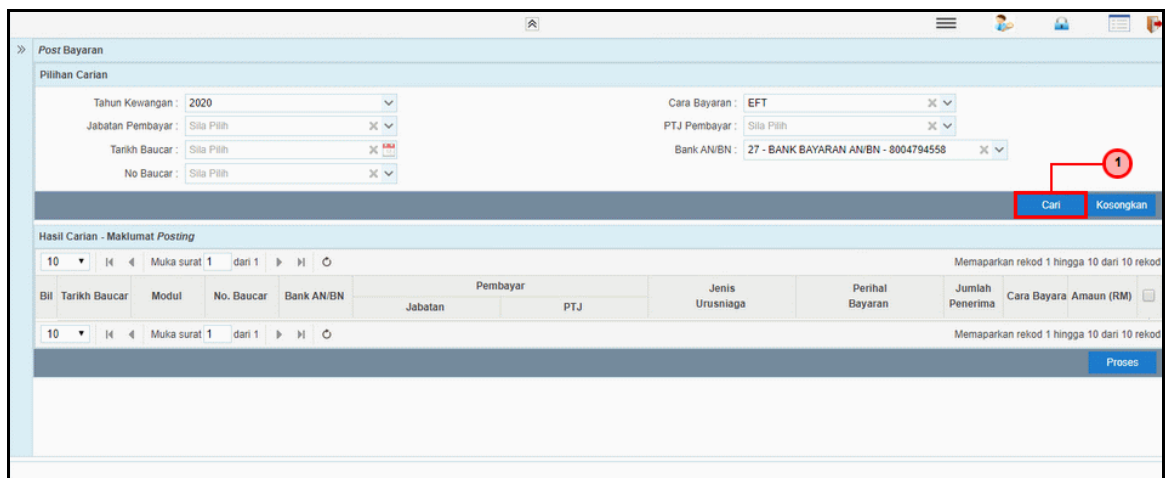 Post Bayaran
Pilihan Carian
Tahun Kewangan : 2020 Cara Bayaran : EFT
Jabatan Pembayar : Sila Pilih PTJ Pembayar : Sila Pilih
Tarikh Baucar : Sila Pilih Bank AN/BN : 27 - BANK BAYARAN AN/BN - 8004794558
No Baucar : Sila Pilih
1
Cari Kosongkan
Hasil Carian - Maklumat Posting
10 Muka surat 1 dari 1 Memaparkan rekod 1 hingga 10 dari 10 rekod
Bil Tarikh Baucar Modul No. Baucar Bank AN/BN Pembayar Jenis Urusniaga Perihal Bayaran Jumlah Penerima Cara Bayara Amaun (RM)
Jabatan PTJ
10 Muka surat 1 dari 1 Memaparkan rekod 1 hingga 10 dari 10 rekod
Proses